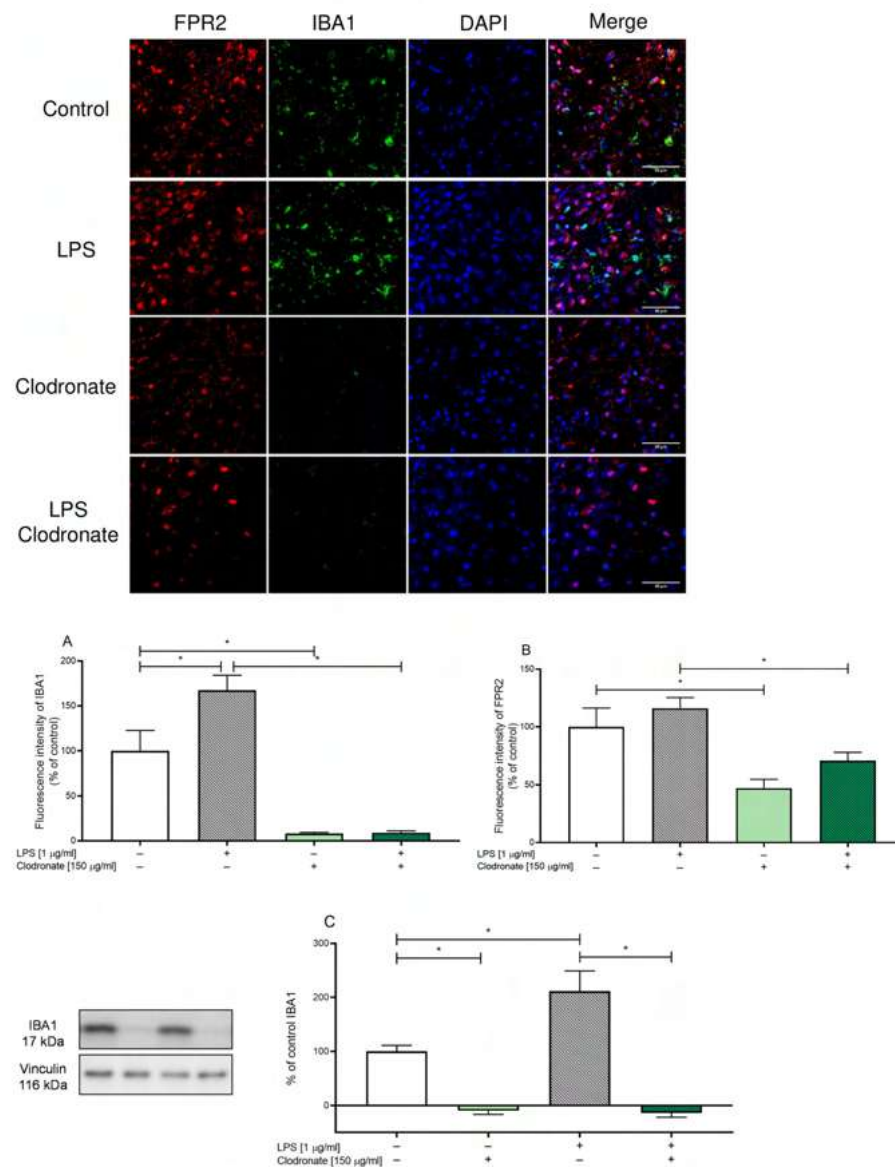 FPR2 IBA1 DAPI Merge
Control
LPS
Clodronate
LPS
Clodronate
A
Fluorescence intensity of IBA1
(% of control)
200
150
100
50
0
*
*
*
LPS [1 µg/ml] – + – +
Clodronate [150 µg/ml] – – + +
B
Fluorescence intensity of FPR2
(% of control)
150
100
50
0
*
*
LPS [1 µg/ml] – + – +
Clodronate [150 µg/ml] – – + +
IBA1
17 kDa
Vinculin
116 kDa
C
% of control IBA1
300
200
100
0
*
*
*
LPS [1 µg/ml] – – + +
Clodronate [150 µg/ml] – + – +